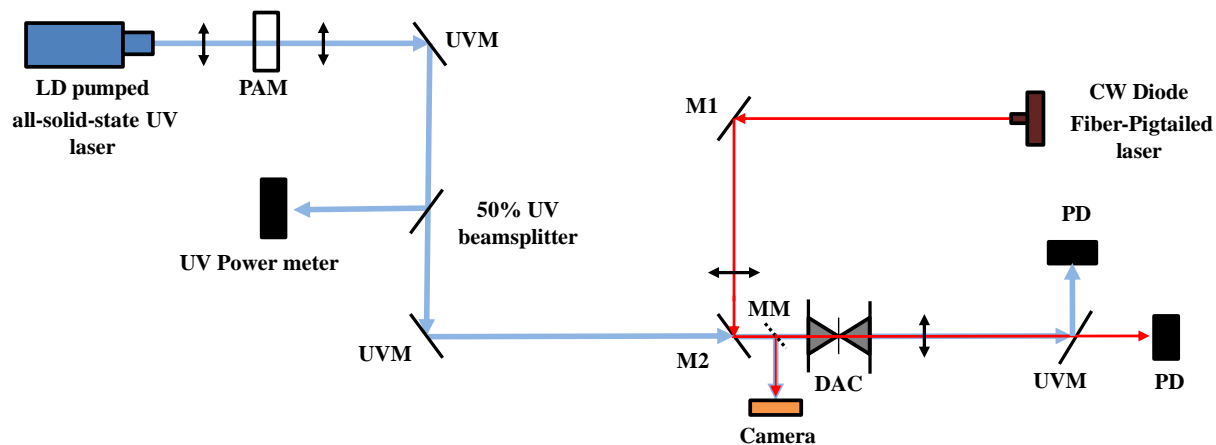 UVM
LD pumped
all-solid-state UV
laser
PAM
M1
CW Diode
Fiber-Pigtailed
laser
50% UV
beamsplitter
UV Power meter
PD
UVM
M2
MM
DAC
UVM
PD
Camera